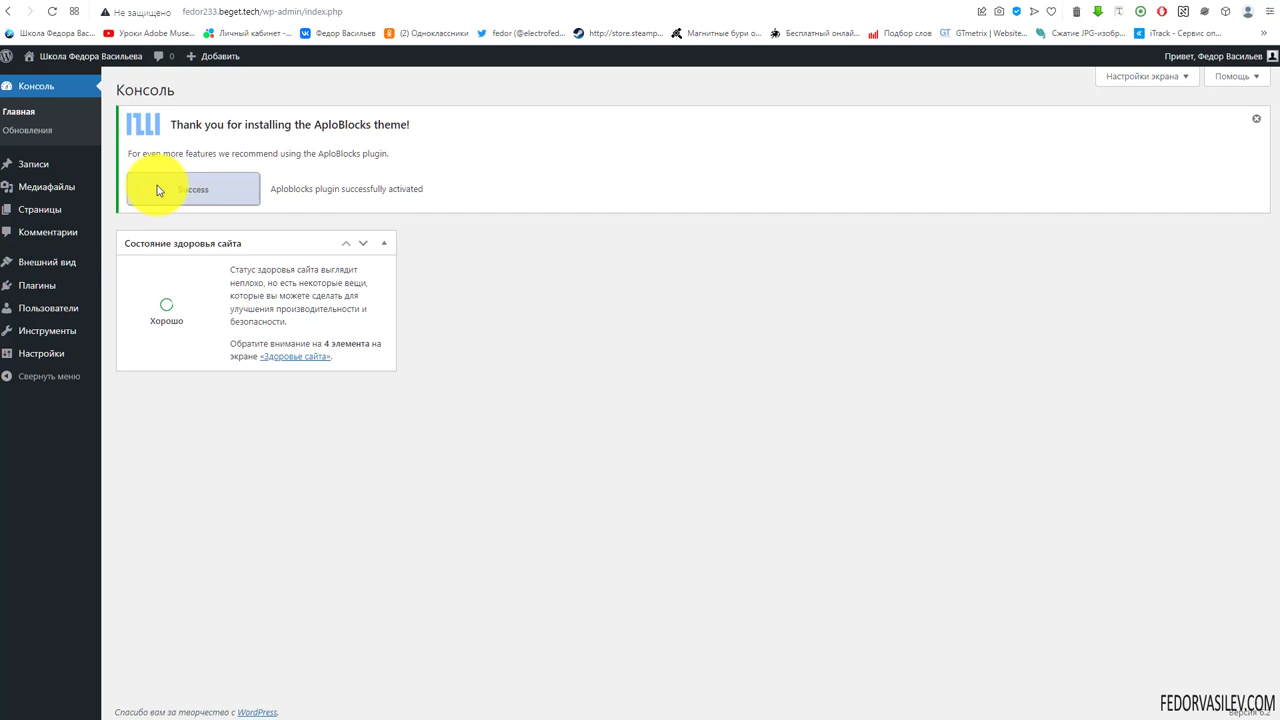 Не защищено fedor233.beget.tech/wp-admin/index.php
Школа Федора Вас... Уроки Adobe Muse... Личный кабинет -... Федор Васильев (2) Одноклассники fedor (@electrofed... http://store.steamp... Магнитные бури о... Бесплатный онлай... Подбор слов GT GTmetrix | Website... Сжатие JPG-изобр... iTrack - Сервис оп... »
Школа Федора Васильева 0 Добавить Привет, Федор Васильев
Консоль
Главная
Обновления
Записи
Медиафайлы
Страницы
Комментарии
Внешний вид
Плагины
Пользователи
Инструменты
Настройки
Свернуть меню
Настройки экрана ▼ Помощь ▼
Консоль
Thank you for installing the AploBlocks theme!
For even more features we recommend using the AploBlocks plugin.
Success Aploblocks plugin successfully activated
Состояние здоровья сайта
Хорошо
Статус здоровья сайта выглядит
неплохо, но есть некоторые вещи,
которые вы можете сделать для
улучшения производительности и
безопасности.
Обратите внимание на 4 элемента на
экране «Здоровье сайта».
Спасибо вам за творчество с WordPress.
FEDORVASILEV.COM
Версия 6.2